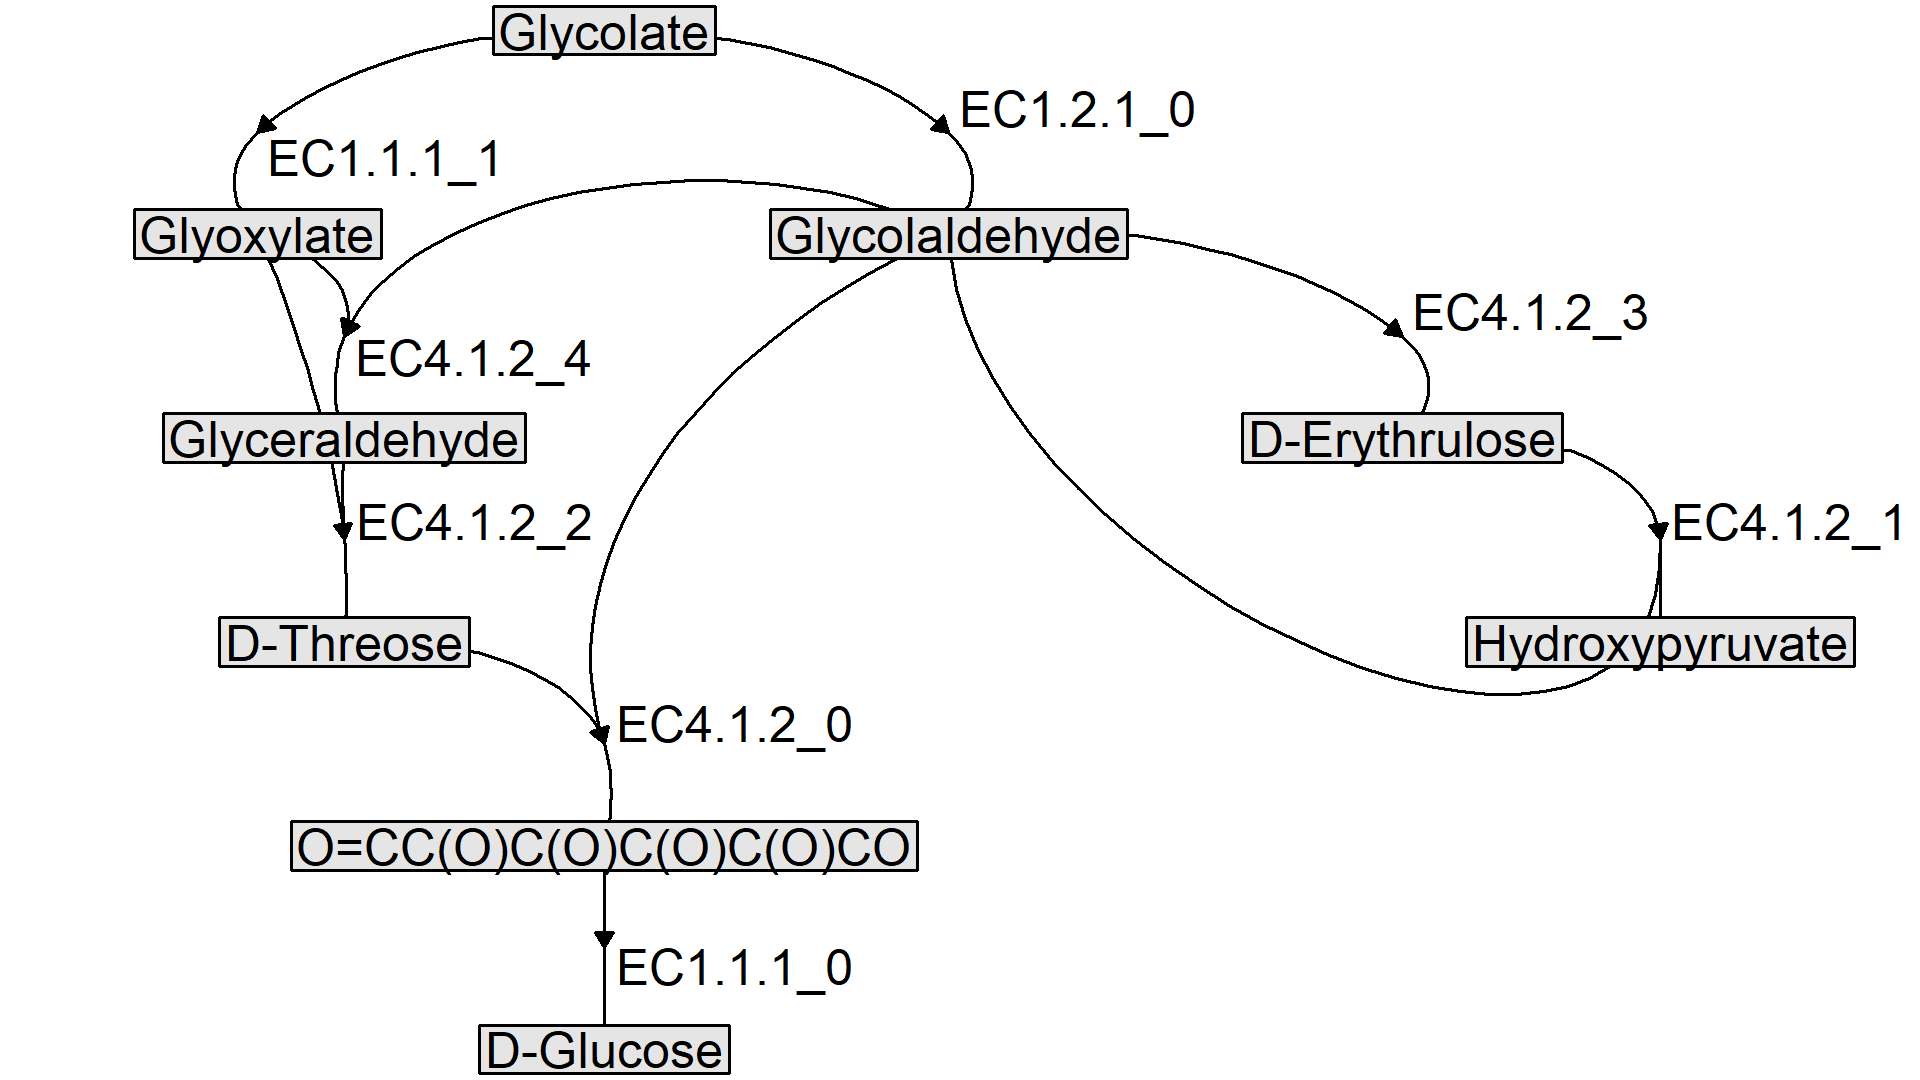 Glycolate
EC1.2.1_0
EC1.1.1_1
Glyoxylate
Glycolaldehyde
EC4.1.2_3
EC4.1.2_4
Glyceraldehyde
D-Erythrulose
EC4.1.2_2
EC4.1.2_1
D-Threose
Hydroxypyruvate
EC4.1.2_0
O=CC(O)C(O)C(O)C(O)CO
EC1.1.1_0
D-Glucose